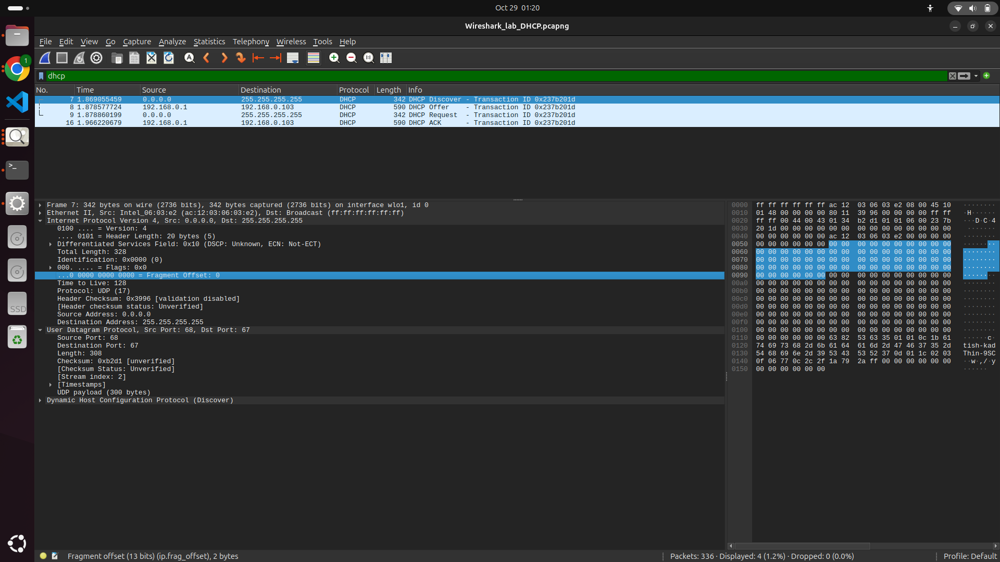 Oct 29 01:20
Wireshark_lab_DHCP.pcapng
File Edit View Go Capture Analyze Statistics Telephony Wireless Tools Help
1
dhcp
No. Time Source Destination Protocol Length Info
7 1.869055459 0.0.0.0 255.255.255.255 DHCP 342 DHCP Discover - Transaction ID 0x237b201d
8 1.878577724 192.168.0.1 192.168.0.103 DHCP 590 DHCP Offer - Transaction ID 0x237b201d
9 1.878860199 0.0.0.0 255.255.255.255 DHCP 342 DHCP Request - Transaction ID 0x237b201d
16 1.966220679 192.168.0.1 192.168.0.103 DHCP 590 DHCP ACK - Transaction ID 0x237b201d
Frame 7: 342 bytes on wire (2736 bits), 342 bytes captured (2736 bits) on interface wlo1, id 0
Ethernet II, Src: Intel_06:03:e2 (ac:12:03:06:03:e2), Dst: Broadcast (ff:ff:ff:ff:ff:ff)
Internet Protocol Version 4, Src: 0.0.0.0, Dst: 255.255.255.255
0100 .... = Version: 4
.... 0101 = Header Length: 20 bytes (5)
Differentiated Services Field: 0x10 (DSCP: Unknown, ECN: Not-ECT)
Total Length: 328
Identification: 0x0000 (0)
000. .... = Flags: 0x0
...0 0000 0000 0000 = Fragment Offset: 0
Time to Live: 128
Protocol: UDP (17)
Header Checksum: 0x3996 [validation disabled]
[Header checksum status: Unverified]
Source Address: 0.0.0.0
Destination Address: 255.255.255.255
User Datagram Protocol, Src Port: 68, Dst Port: 67
Source Port: 68
Destination Port: 67
Length: 308
Checksum: 0xb2d1 [unverified]
[Checksum Status: Unverified]
[Stream index: 2]
[Timestamps]
UDP payload (300 bytes)
Dynamic Host Configuration Protocol (Discover)
0000 ff ff ff ff ff ff ac 12 03 06 03 e2 08 00 45 10 ········
0010 01 48 00 00 00 00 80 11 39 96 00 00 00 00 ff ff ·H······
0020 ff ff 00 44 00 43 01 34 b2 d1 01 01 06 00 23 7b ···D·C·4
0030 20 1d 00 00 00 00 00 00 00 00 00 00 00 00 00 00 ·······
0040 00 00 00 00 00 00 ac 12 03 06 03 e2 00 00 00 00 ········
0050 00 00 00 00 00 00 00 00 00 00 00 00 00 00 00 00 ········
0060 00 00 00 00 00 00 00 00 00 00 00 00 00 00 00 00 ········
0070 00 00 00 00 00 00 00 00 00 00 00 00 00 00 00 00 ········
0080 00 00 00 00 00 00 00 00 00 00 00 00 00 00 00 00 ········
0090 00 00 00 00 00 00 00 00 00 00 00 00 00 00 00 00 ········
00a0 00 00 00 00 00 00 00 00 00 00 00 00 00 00 00 00 ········
00b0 00 00 00 00 00 00 00 00 00 00 00 00 00 00 00 00 ········
00c0 00 00 00 00 00 00 00 00 00 00 00 00 00 00 00 00 ········
00d0 00 00 00 00 00 00 00 00 00 00 00 00 00 00 00 00 ········
00e0 00 00 00 00 00 00 00 00 00 00 00 00 00 00 00 00 ········
00f0 00 00 00 00 00 00 00 00 00 00 00 00 00 00 00 00 ········
0100 00 00 00 00 00 00 00 00 00 00 00 00 00 00 00 00 ········
0110 00 00 00 00 00 00 63 82 53 63 35 01 01 0c 1b 61 ······c·
0120 74 69 73 68 2d 6b 61 64 61 6d 2d 47 46 37 35 2d tish-kad
0130 54 68 69 6e 2d 39 53 43 53 52 37 0d 01 1c 02 03 Thin-9SC
0140 0f 06 77 0c 2c 2f 1a 79 2a ff 00 00 00 00 00 00 ··w·,/·y
0150 00 00 00 00 00 00 ······
SSD
Fragment offset (13 bits) (ip.frag_offset), 2 bytes
Packets: 336 · Displayed: 4 (1.2%) · Dropped: 0 (0.0%)
Profile: Default